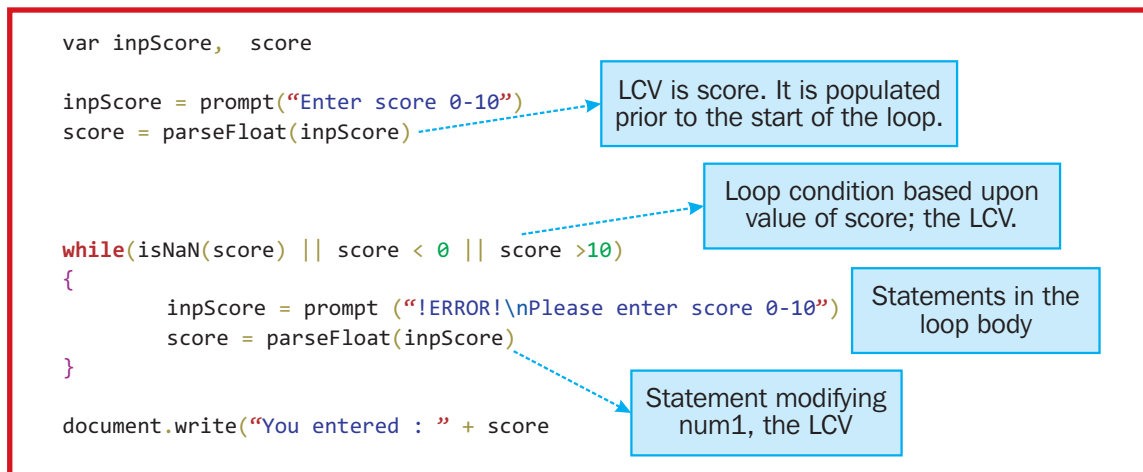 var inpScore,  score
inpScore = prompt(“Enter score 0-10”)
score = parseFloat(inpScore)
LCV is score. It is populated
prior to the start of the loop.
Loop condition based upon
value of score; the LCV.
while(isNaN(score) || score < 0 || score >10)
{
inpScore = prompt (“!ERROR!\nPlease enter score 0-10”)
score = parseFloat(inpScore)
Statements in the
loop body
}
Statement modifying
num1, the LCV
document.write(“You entered : ” + score